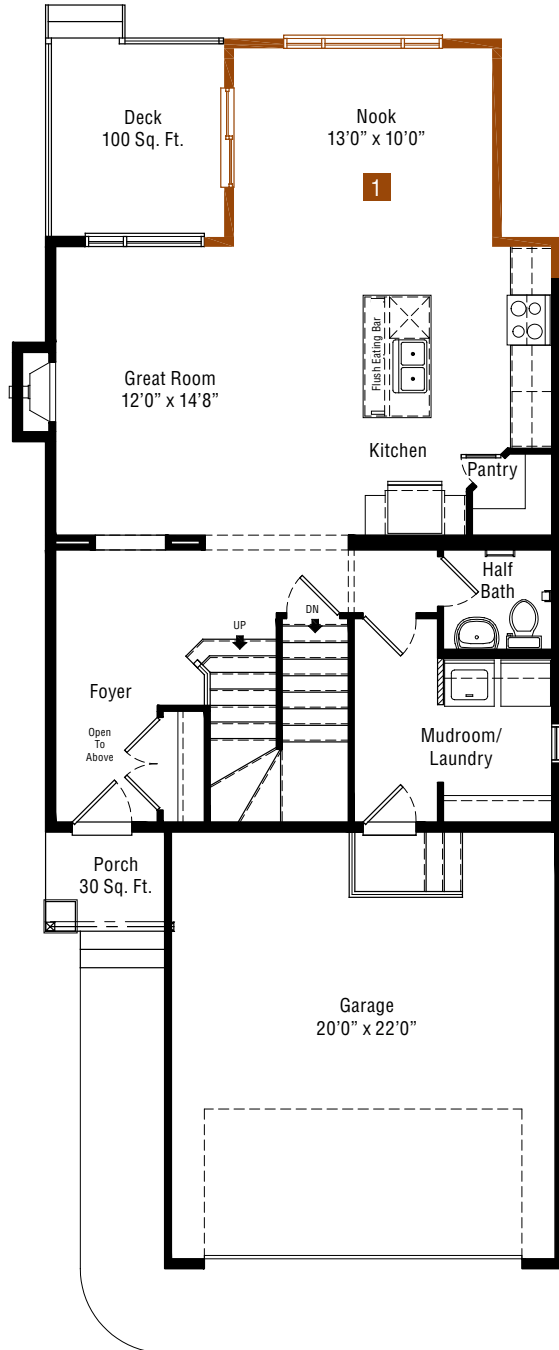 Deck
100 Sq. Ft.
Nook
13’0” x 10’0”
1
Flush Eating Bar
Great Room
12’0” x 14’8”
Kitchen
Pantry
Half
Bath
UP
DN
Foyer
Open
To
Above
Mudroom/
Laundry
Porch
30 Sq. Ft.
Garage
20’0” x 22’0”